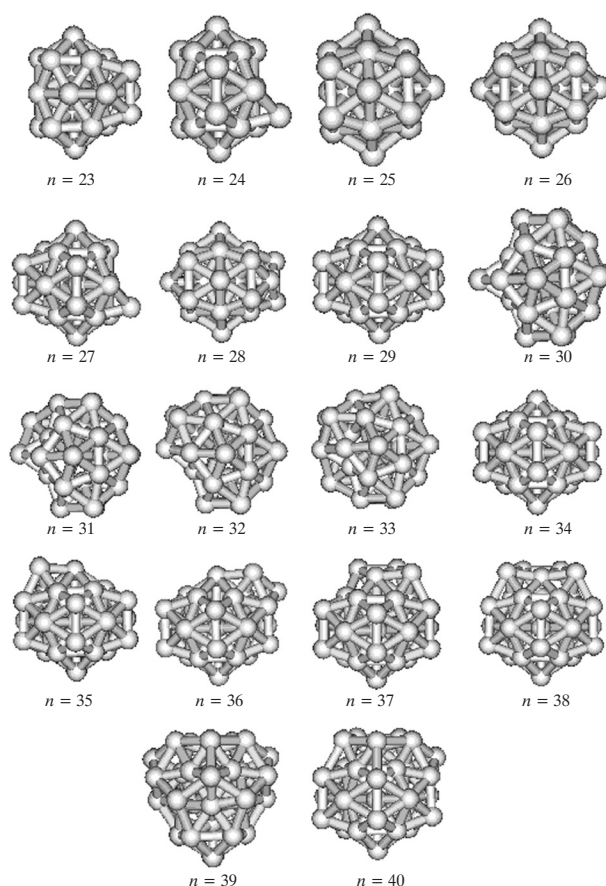 n = 23 n = 24 n = 25 n = 26
n = 27 n = 28 n = 29 n = 30
n = 31 n = 32 n = 33 n = 34
n = 35 n = 36 n = 37 n = 38
n = 39 n = 40